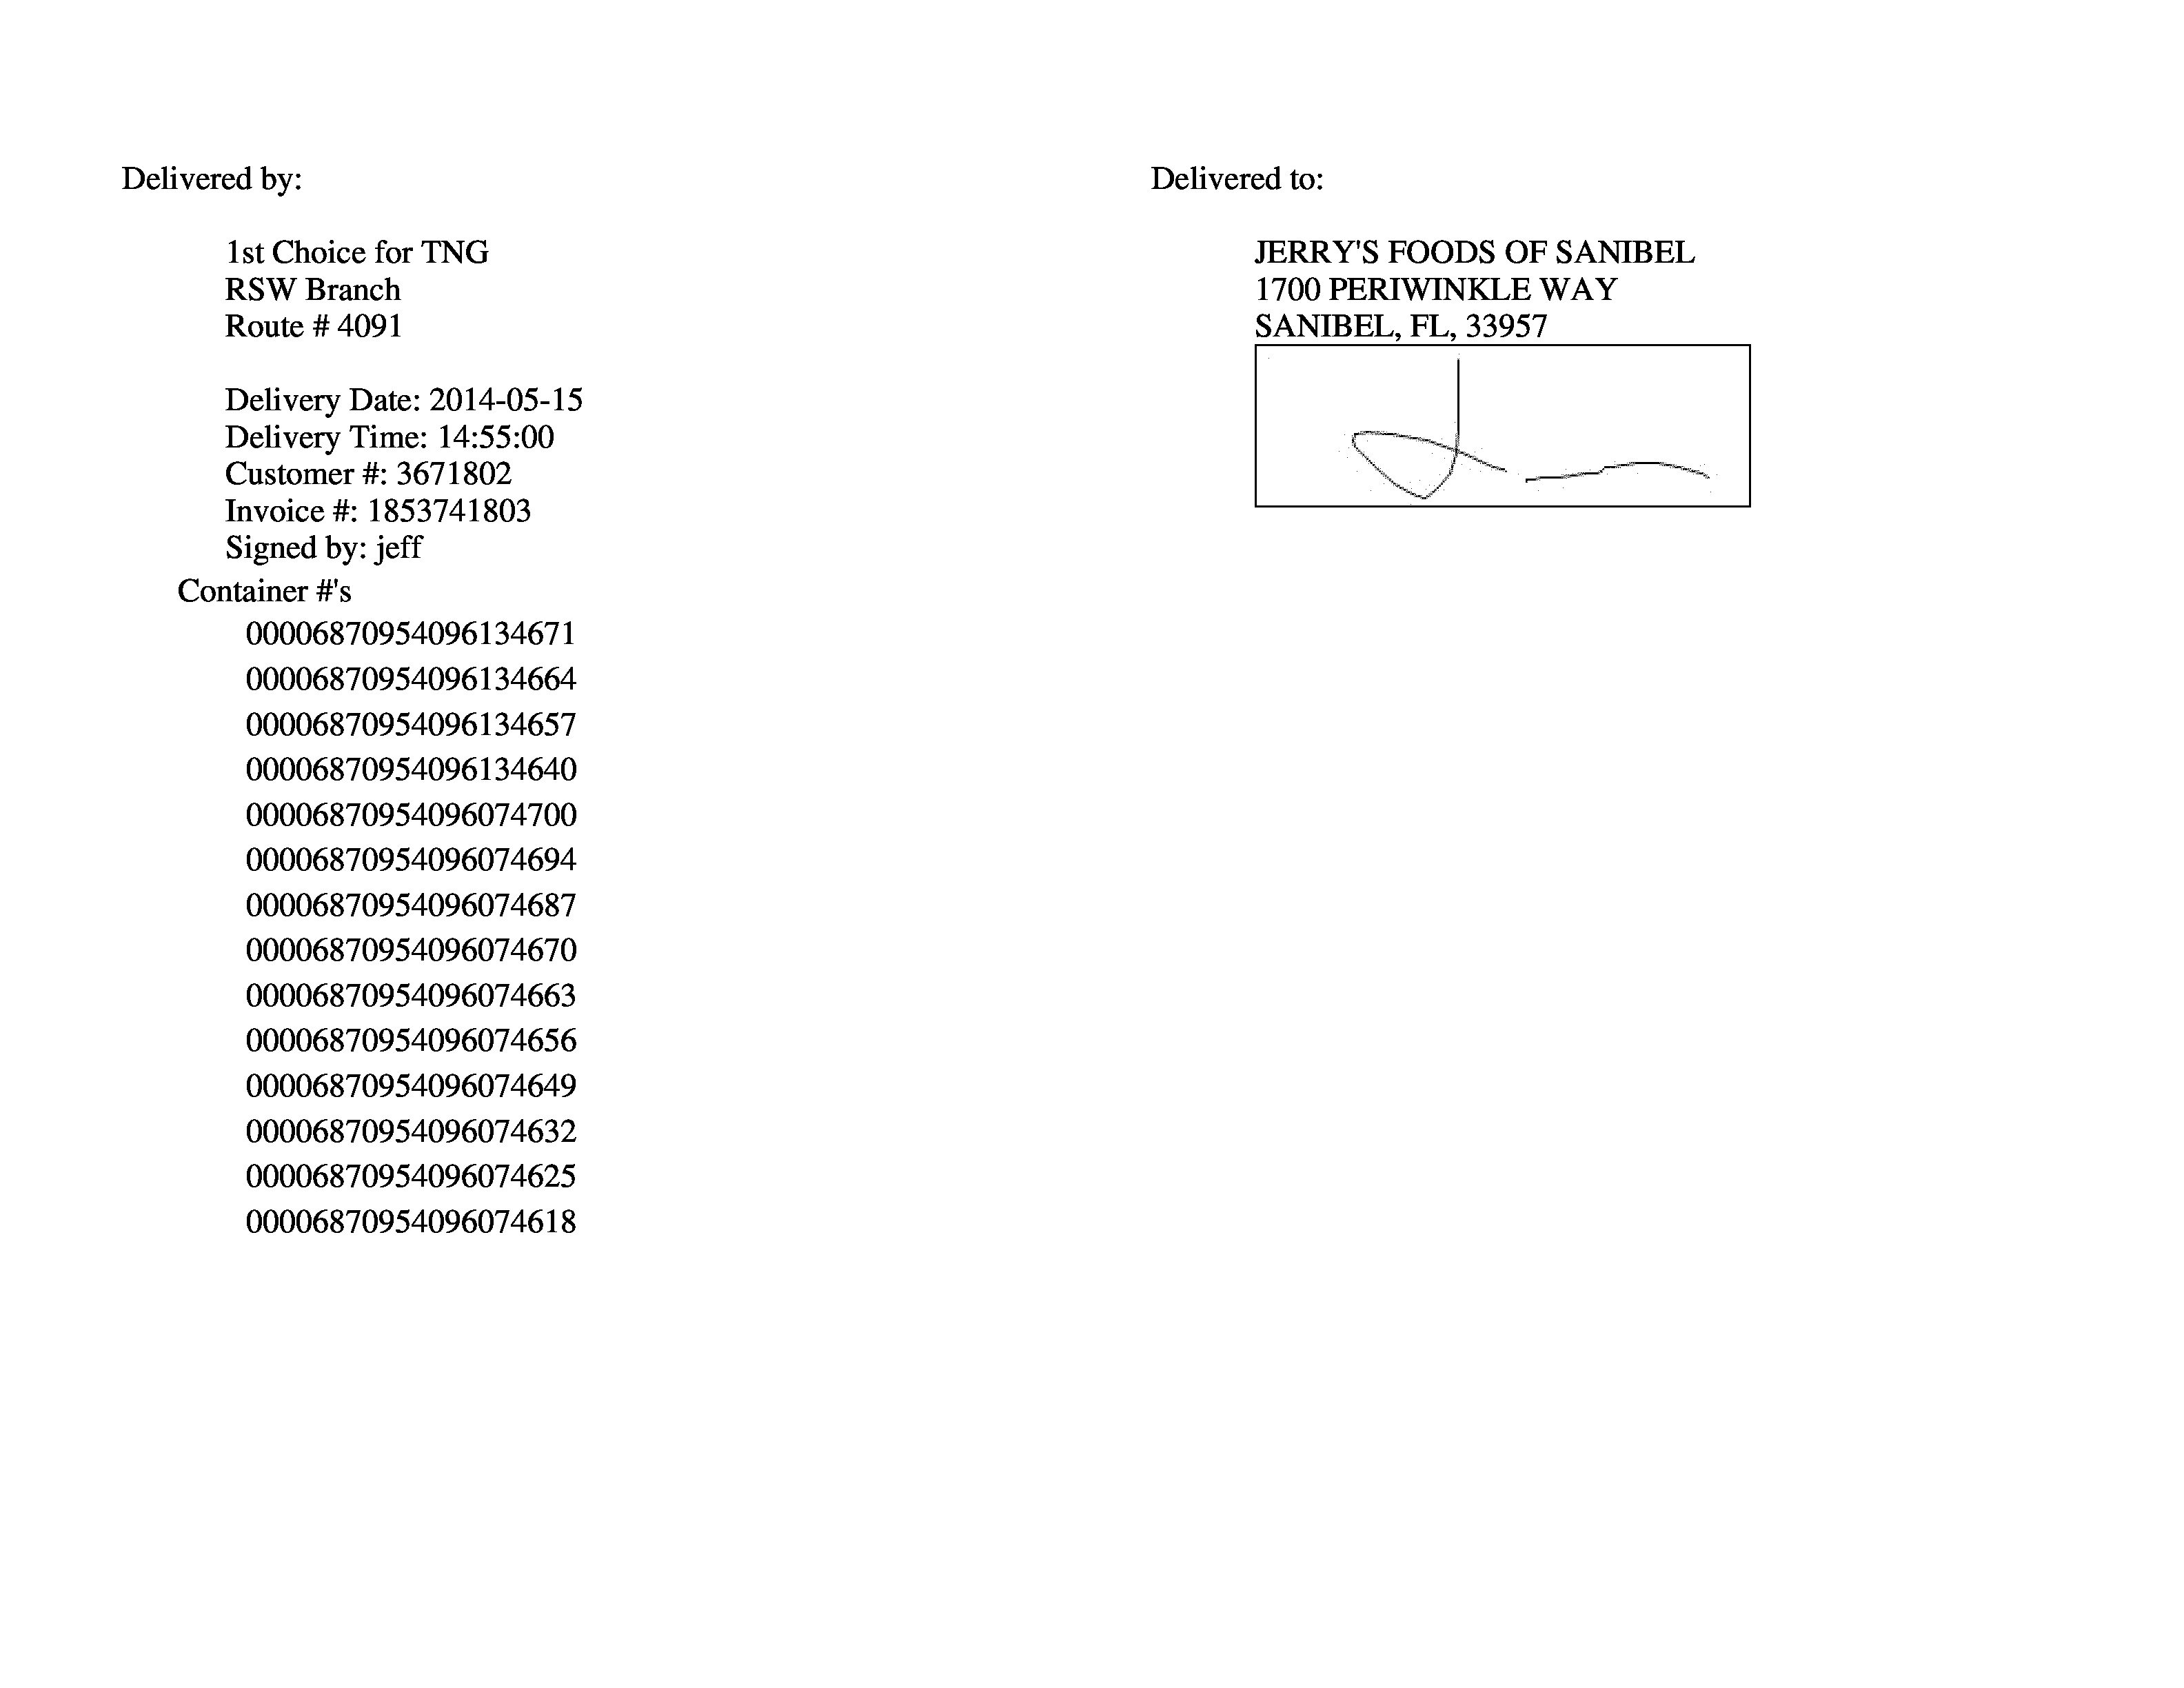 Delivered by:
1st Choice for TNG
RSW Branch
Route # 4091
Delivery Date: 2014-05-15
Delivery Time: 14:55:00
Customer #: 3671802
Invoice #: 1853741803
Signed by: jeff
Container #'s
00006870954096134671
00006870954096134664
00006870954096134657
00006870954096134640
00006870954096074700
00006870954096074694
00006870954096074687
00006870954096074670
00006870954096074663
00006870954096074656
00006870954096074649
00006870954096074632
00006870954096074625
00006870954096074618
Delivered to:
JERRY'S FOODS OF SANIBEL
1700 PERIWINKLE WAY
SANIBEL, FL, 33957